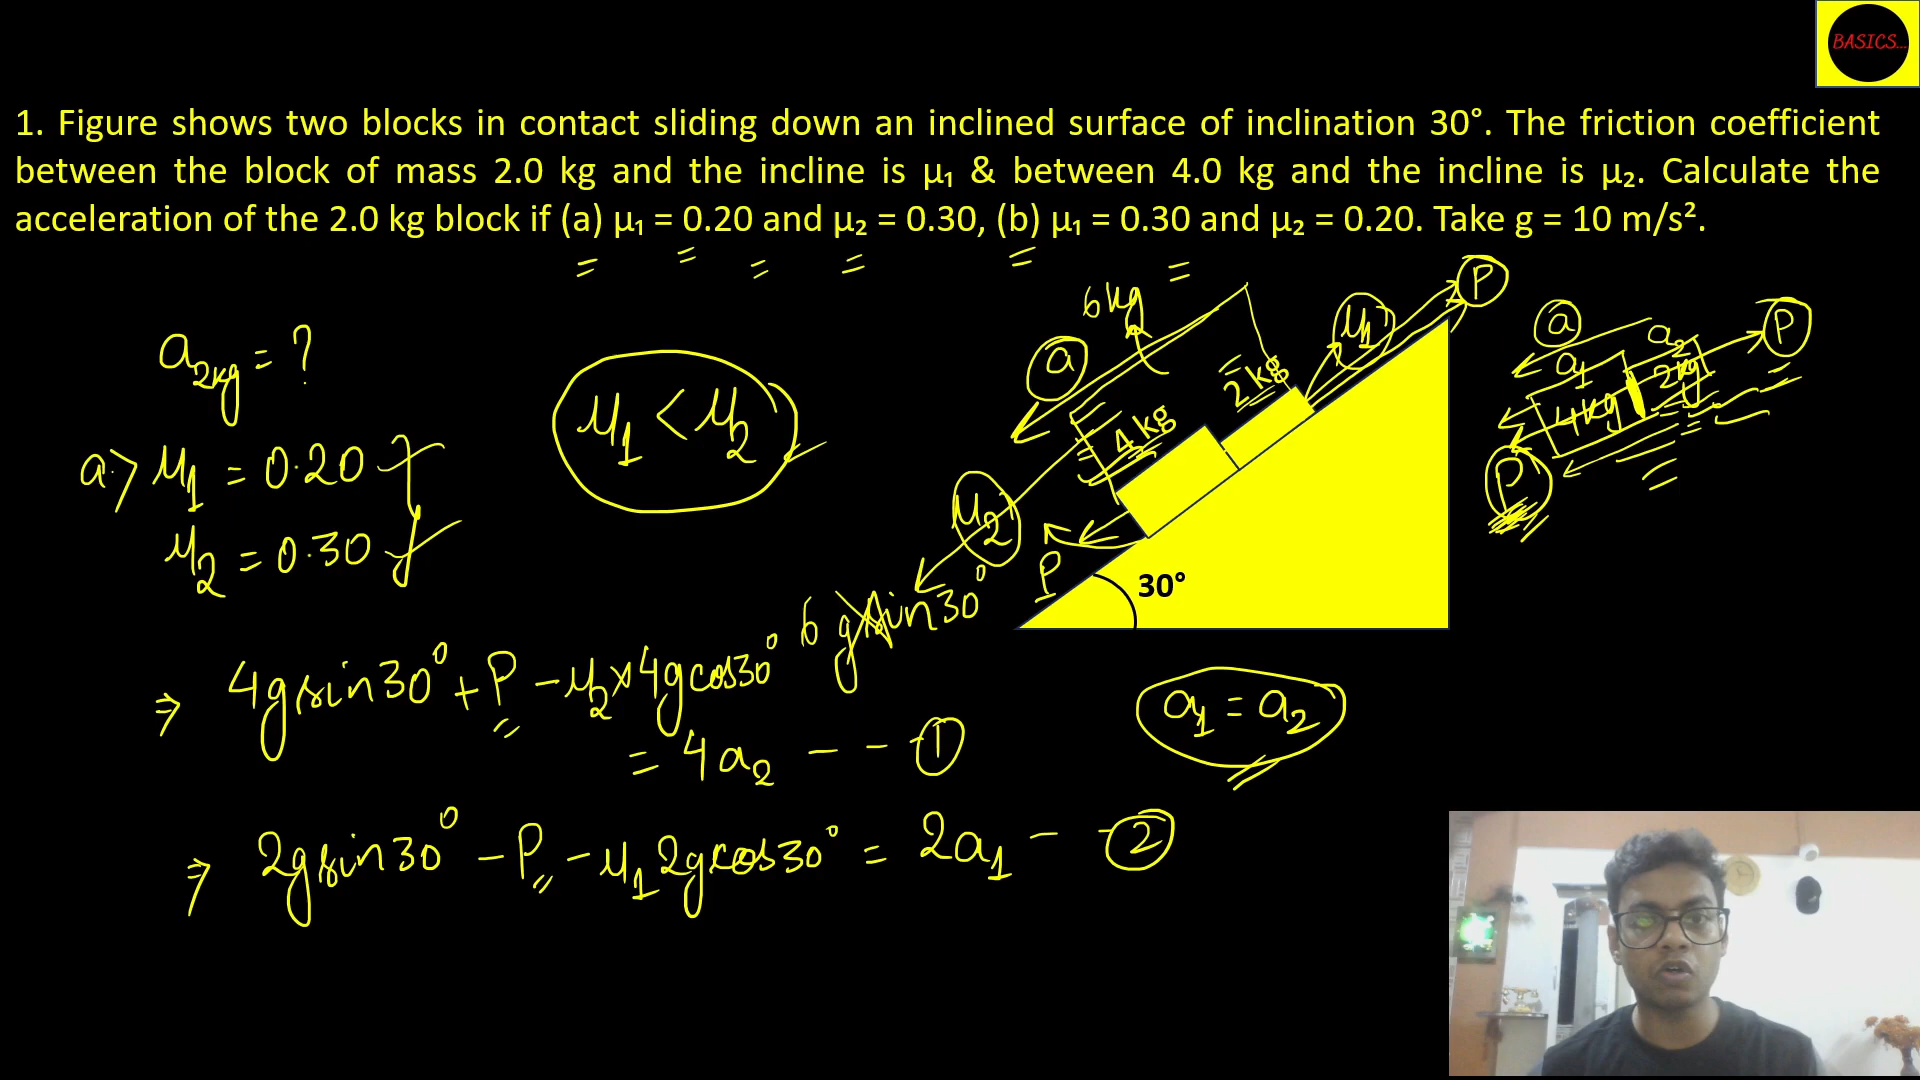 BASICS...
1. Figure shows two blocks in contact sliding down an inclined surface of inclination 30°. The friction coefficient
between the block of mass 2.0 kg and the incline is μ₁ & between 4.0 kg and the incline is μ₂. Calculate the
acceleration of the 2.0 kg block if (a) μ₁ = 0.20 and μ₂ = 0.30, (b) μ₁ = 0.30 and μ₂ = 0.20. Take g = 10 m/s².
a₂kg = ?
a> μ₁ = 0.20
μ₂ = 0.30
μ₁ < μ₂
6kg
a
4 kg
2 kg
μ₁
P
μ₂
P
30°
a
a₁
a₂
P
4kg
2kg
P
6 g sin30°
⇒ 4g sin30° + P - μ₂ x 4g cos30°
= 4a₂ - - ①
a₁ = a₂
⇒ 2g sin30° - P - μ₁ 2g cos30° = 2a₁ - - ②